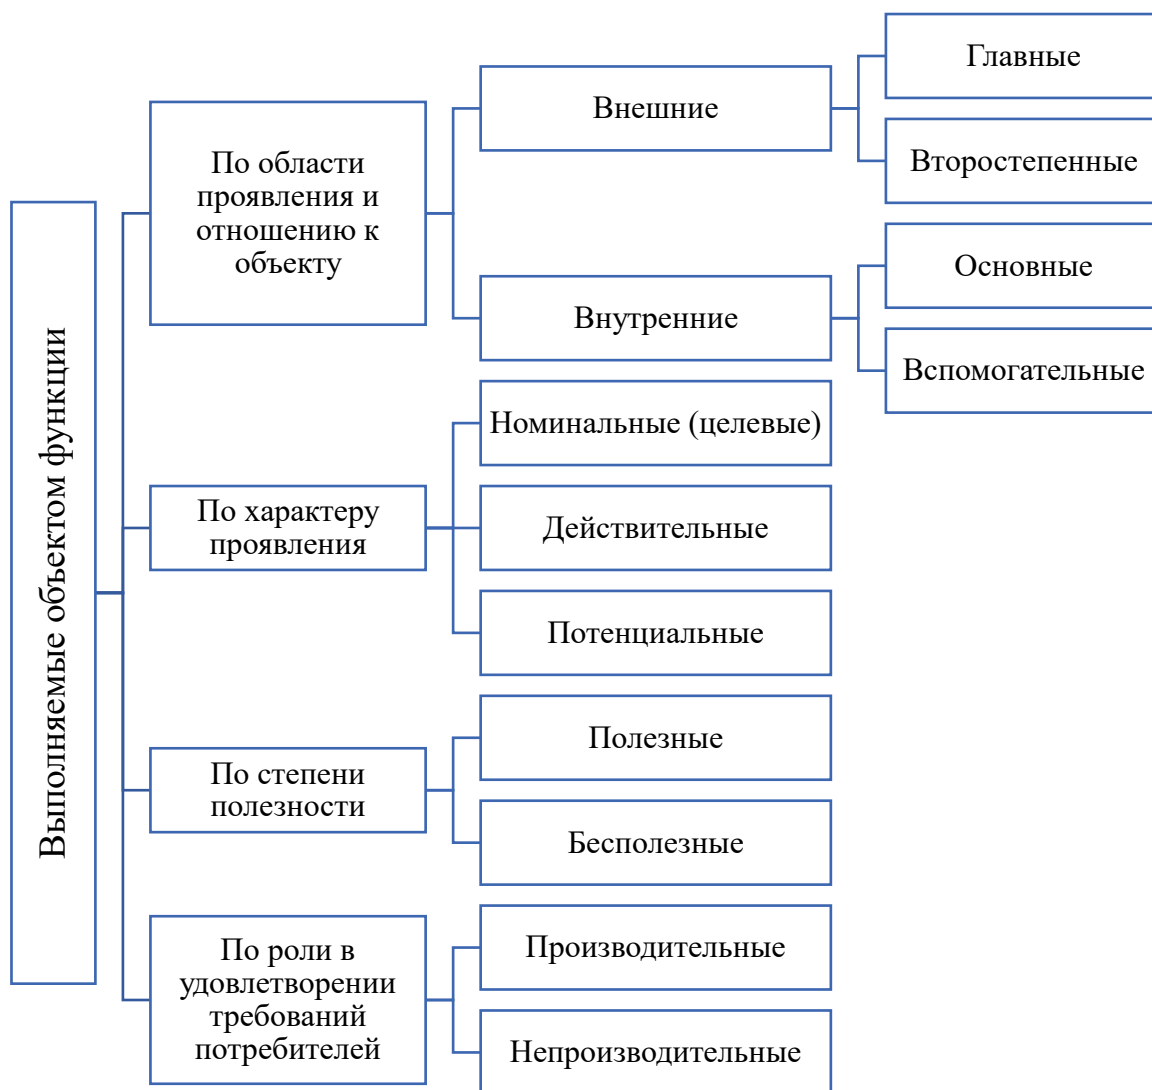 Выполняемые объектом функции
По области
проявления и
отношению к
объекту
Внешние
Главные
Второстепенные
Внутренние
Основные
Вспомогательные
По характеру
проявления
Номинальные (целевые)
Действительные
Потенциальные
По степени
полезности
Полезные
Бесполезные
По роли в
удовлетворении
требований
потребителей
Производительные
Непроизводительные